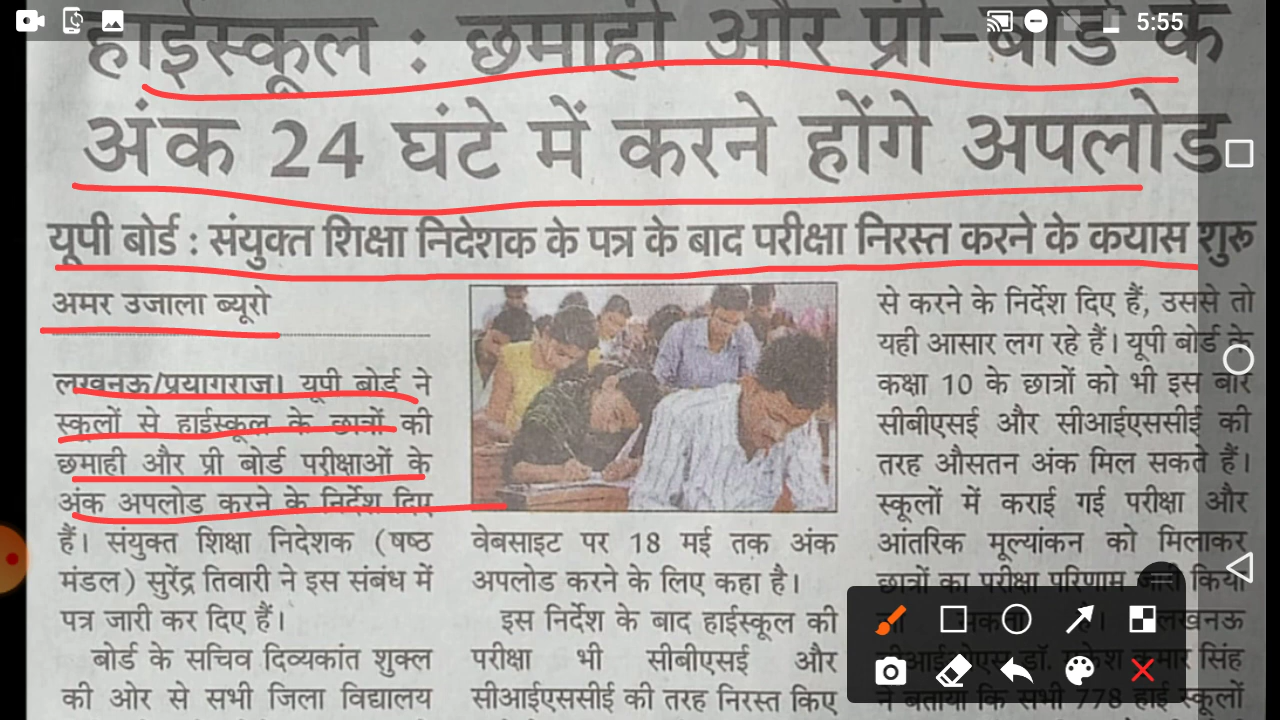 5:55
हाईस्कूल : छमाही और प्री-बोर्ड के
अंक 24 घंटे में करने होंगे अपलोड
यूपी बोर्ड : संयुक्त शिक्षा निदेशक के पत्र के बाद परीक्षा निरस्त करने के कयास शुरू
अमर उजाला ब्यूरो
लखनऊ/प्रयागराज। यूपी बोर्ड ने
स्कूलों से हाईस्कूल के छात्रों की
छमाही और प्री बोर्ड परीक्षाओं के
अंक अपलोड करने के निर्देश दिए
हैं। संयुक्त शिक्षा निदेशक (षष्ठ
मंडल) सुरेंद्र तिवारी ने इस संबंध में
पत्र जारी कर दिए हैं।
बोर्ड के सचिव दिव्यकांत शुक्ल
की ओर से सभी जिला विद्यालय
वेबसाइट पर 18 मई तक अंक
अपलोड करने के लिए कहा है।
इस निर्देश के बाद हाईस्कूल की
परीक्षा भी सीबीएसई और
सीआईएससीई की तरह निरस्त किए
से करने के निर्देश दिए हैं, उससे तो
यही आसार लग रहे हैं। यूपी बोर्ड के
कक्षा 10 के छात्रों को भी इस बार
सीबीएसई और सीआईएससीई की
तरह औसतन अंक मिल सकते हैं।
स्कूलों में कराई गई परीक्षा और
आंतरिक मूल्यांकन को मिलाकर
छात्रों का परीक्षा परिणाम जारी किया
जा सकता है। लखनऊ
डॉ. मुकेश कुमार सिंह
ने बताया कि सभी 778 हाई स्कूलों